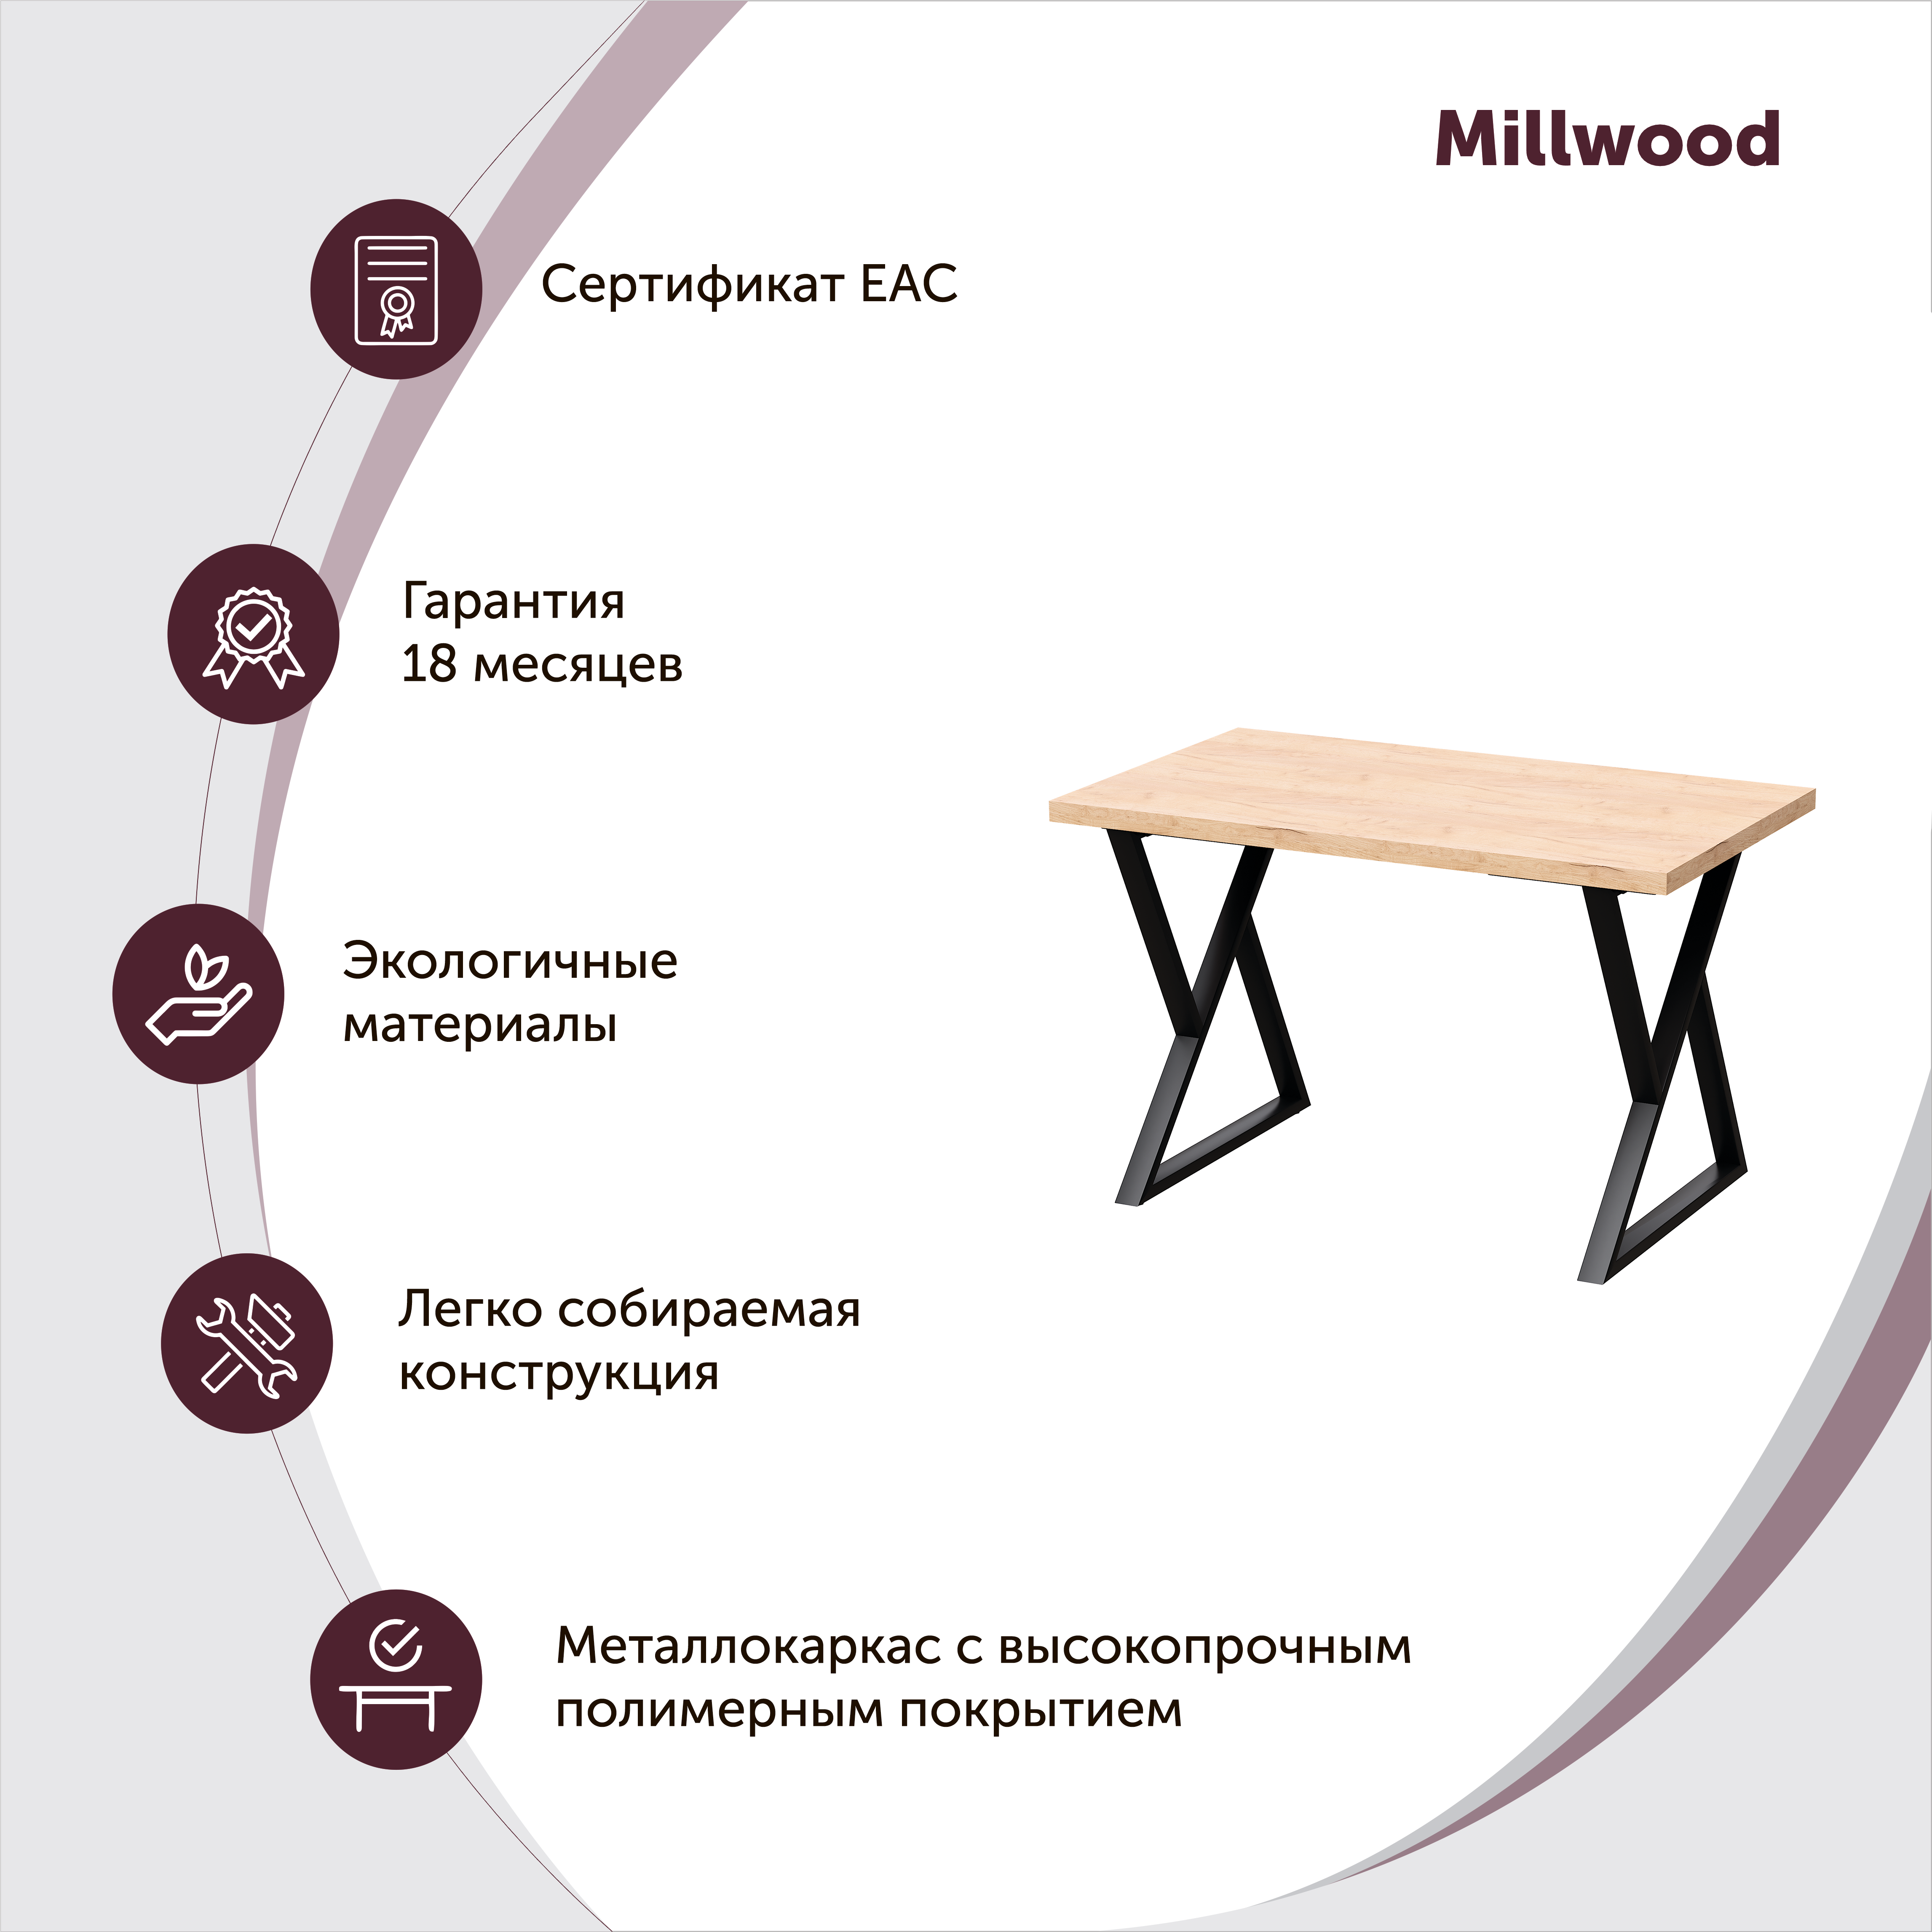 Millwood
Сертификат ЕАС
Гарантия
18 месяцев
Экологичные
материалы
Легко собираемая
конструкция
Металлокаркас с высокопрочным
полимерным покрытием